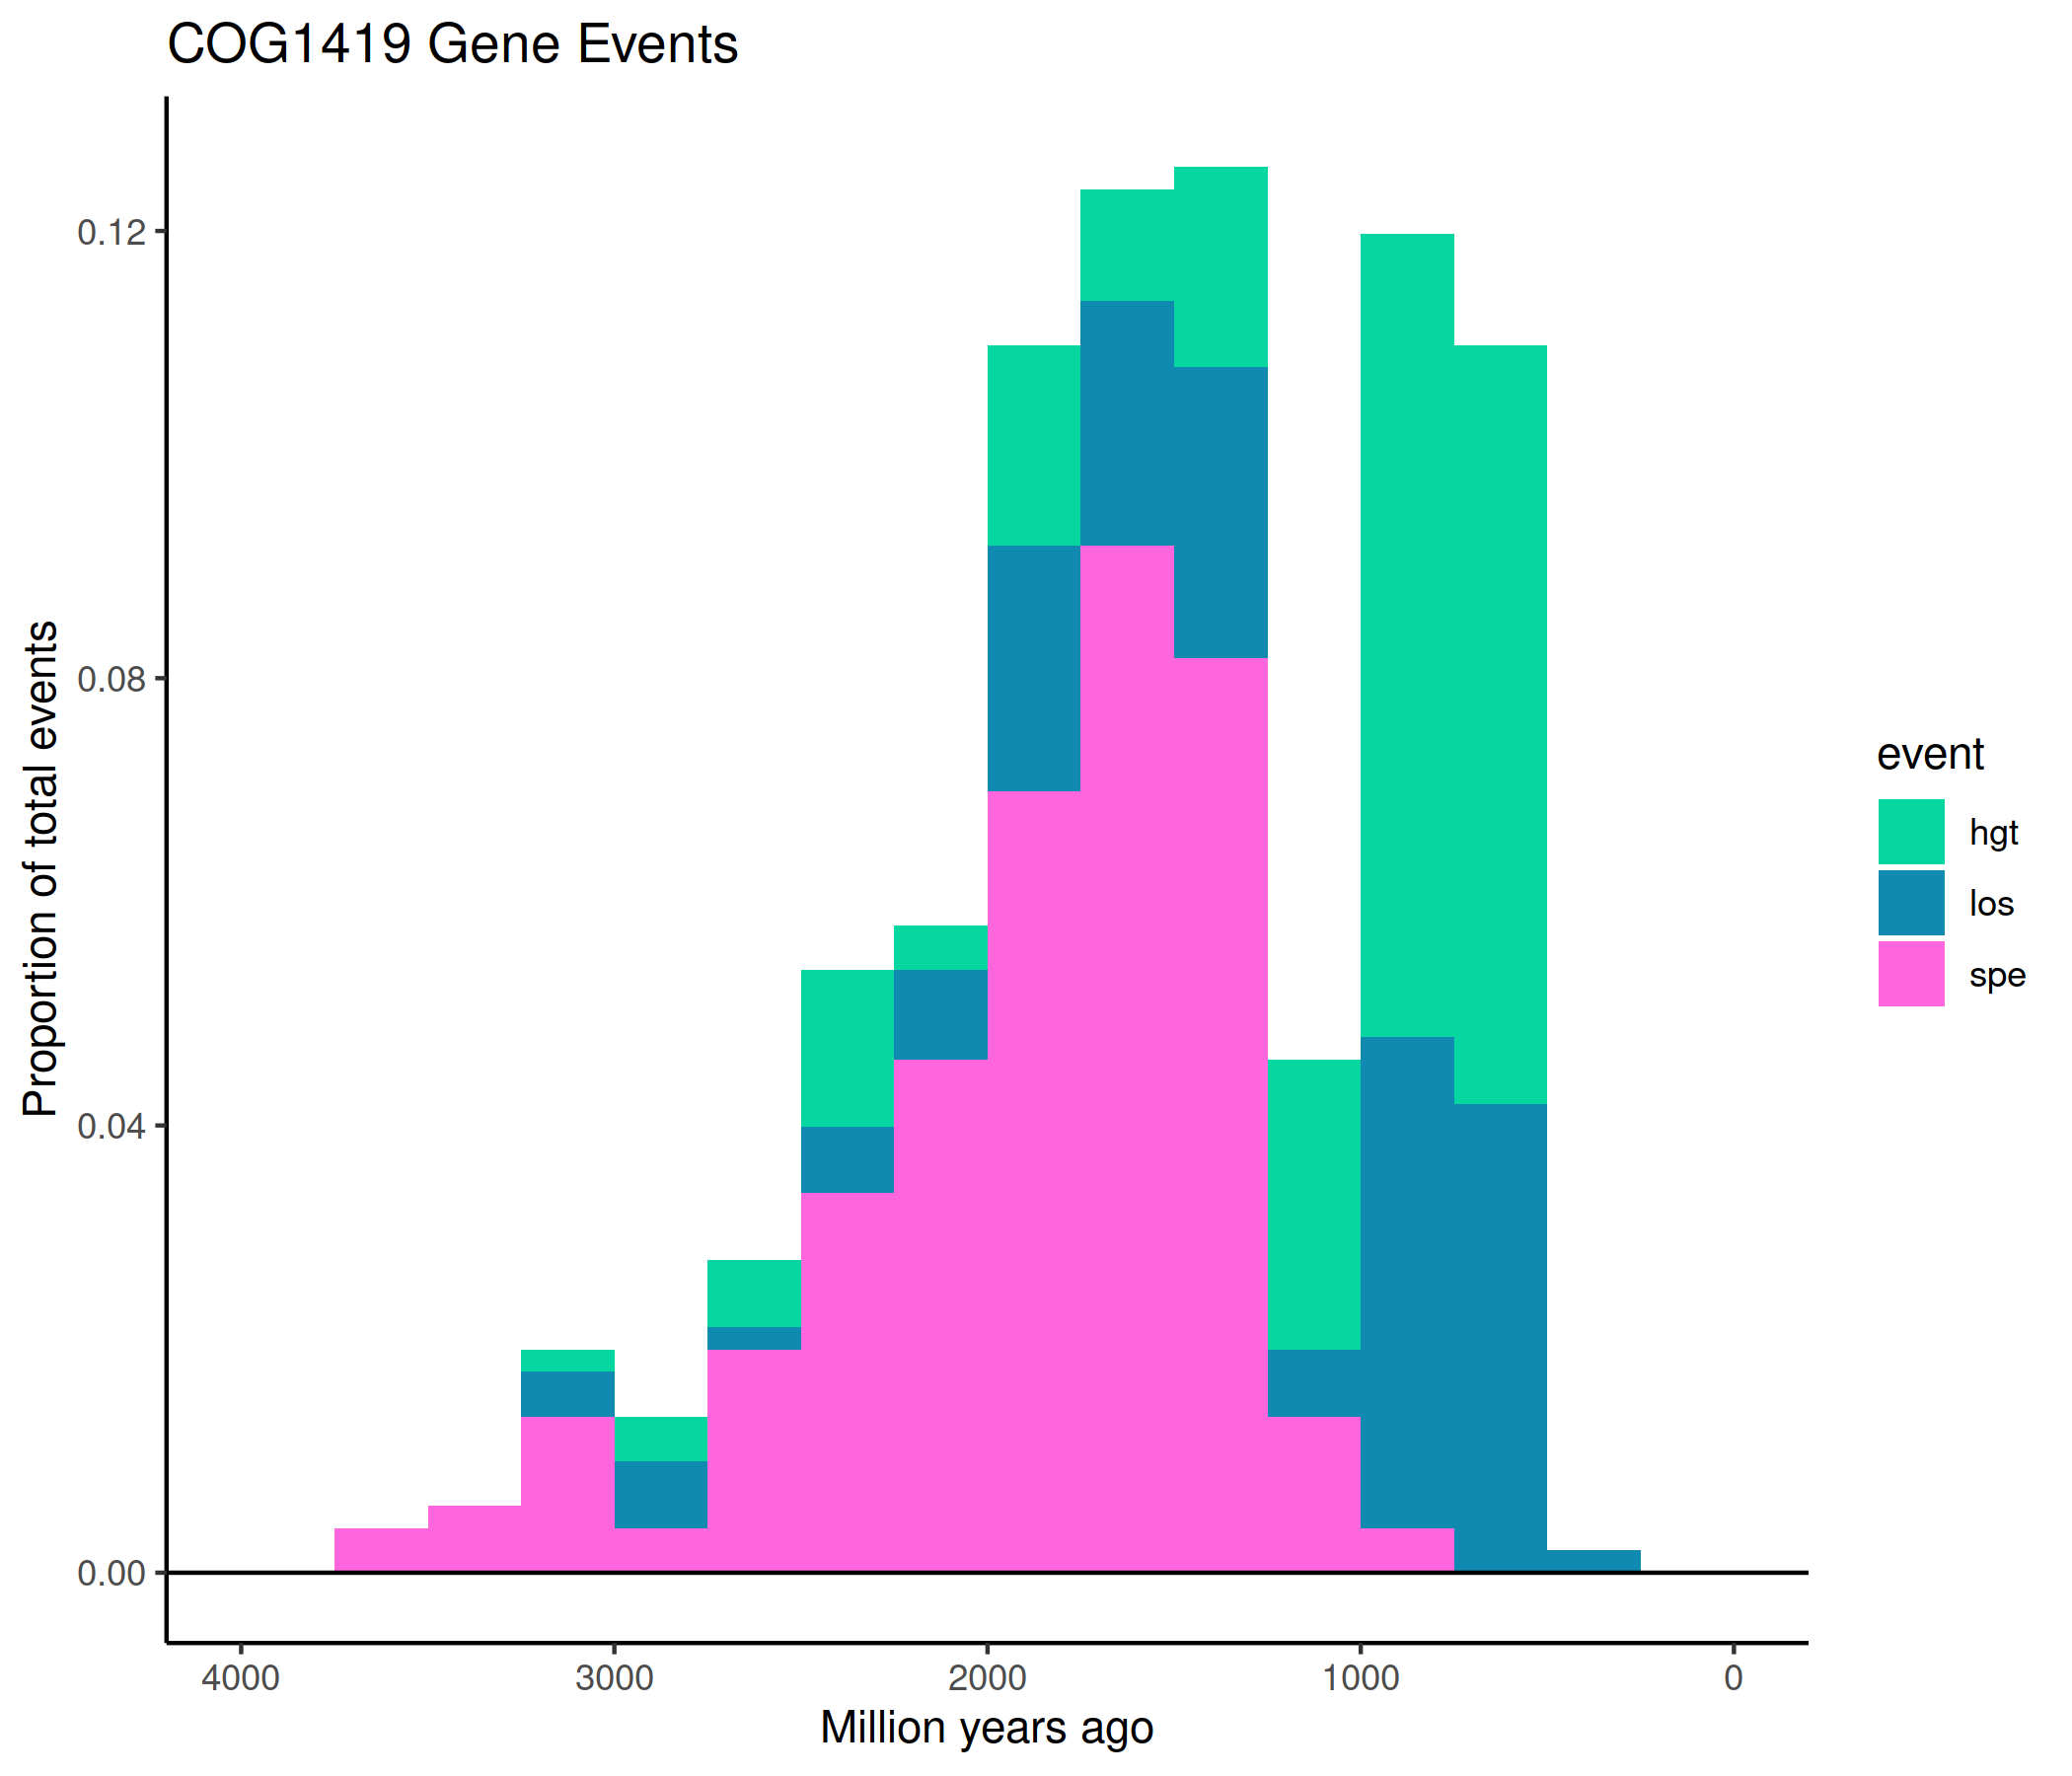 COG1419 Gene Events
Proportion of total events
0.12
0.08
0.04
0.00
4000 3000 2000 1000 0
Million years ago
event
hgt
los
spe